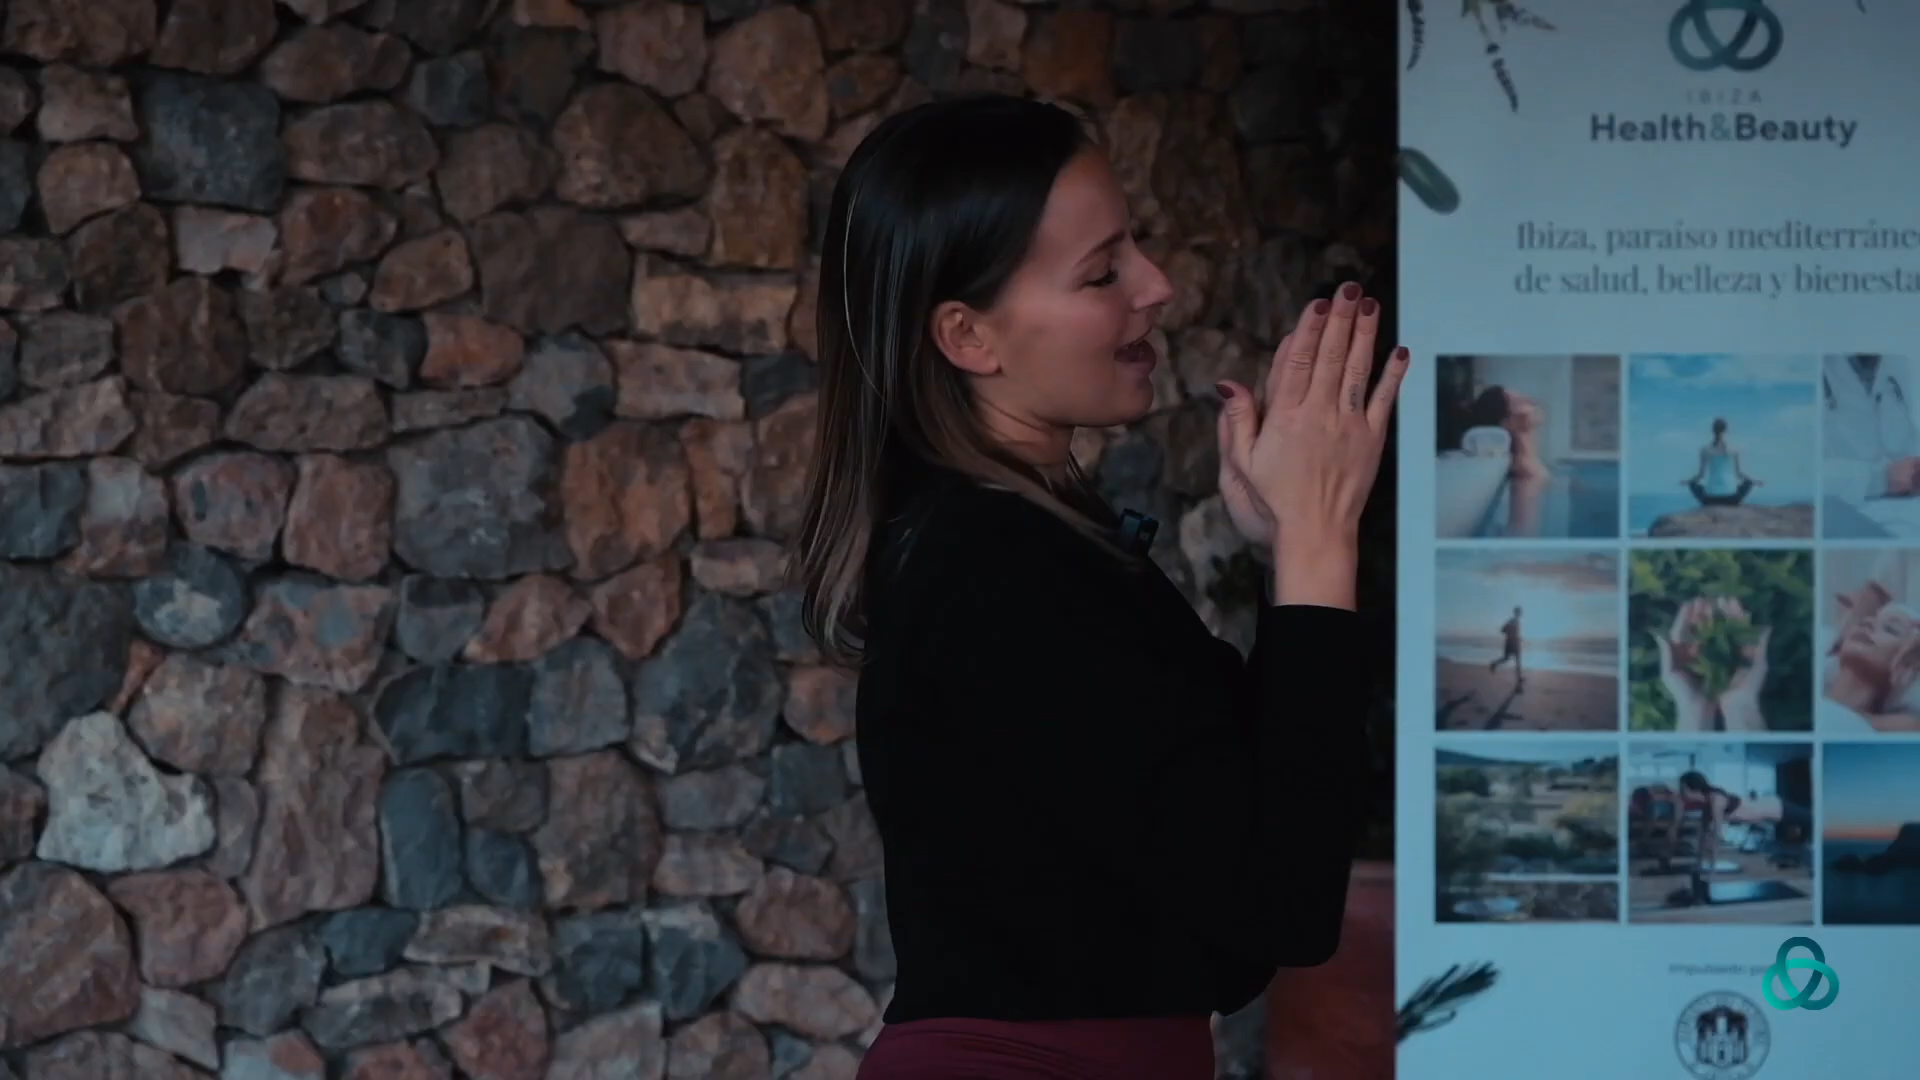 IBIZA
Health&Beauty
Ibiza, paraíso mediterráne
de salud, belleza y bienesta